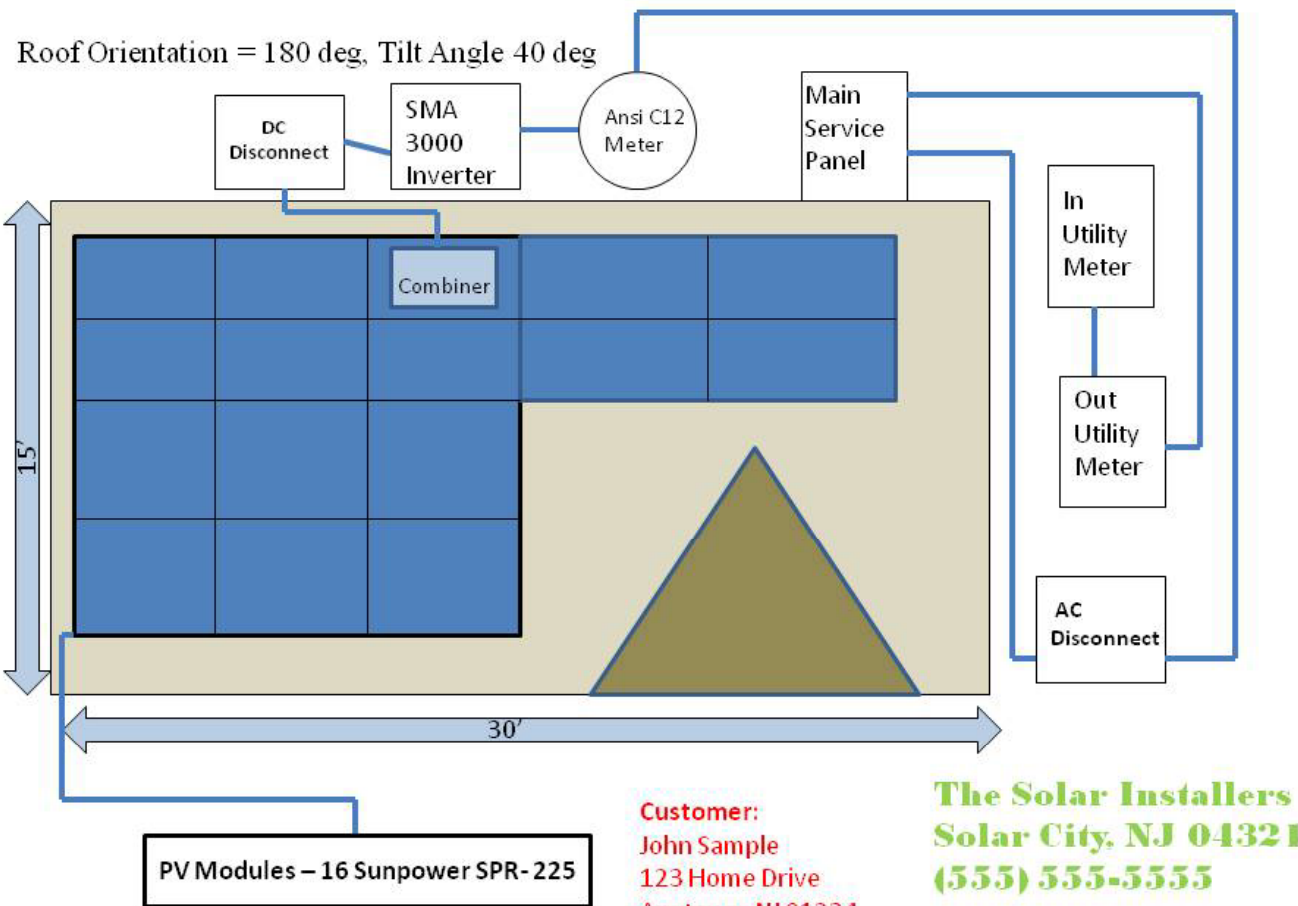 Roof Orientation = 180 deg, Tilt Angle 40 deg
DC
Disconnect
SMA
3000
Inverter
Ansi C12
Meter
Main
Service
Panel
In
Utility
Meter
Combiner
Out
Utility
Meter
15'
AC
Disconnect
30'
PV Modules – 16 Sunpower SPR- 225
Customer:
John Sample
123 Home Drive
The Solar Installers
Solar City, NJ 04321
(555) 555-5555